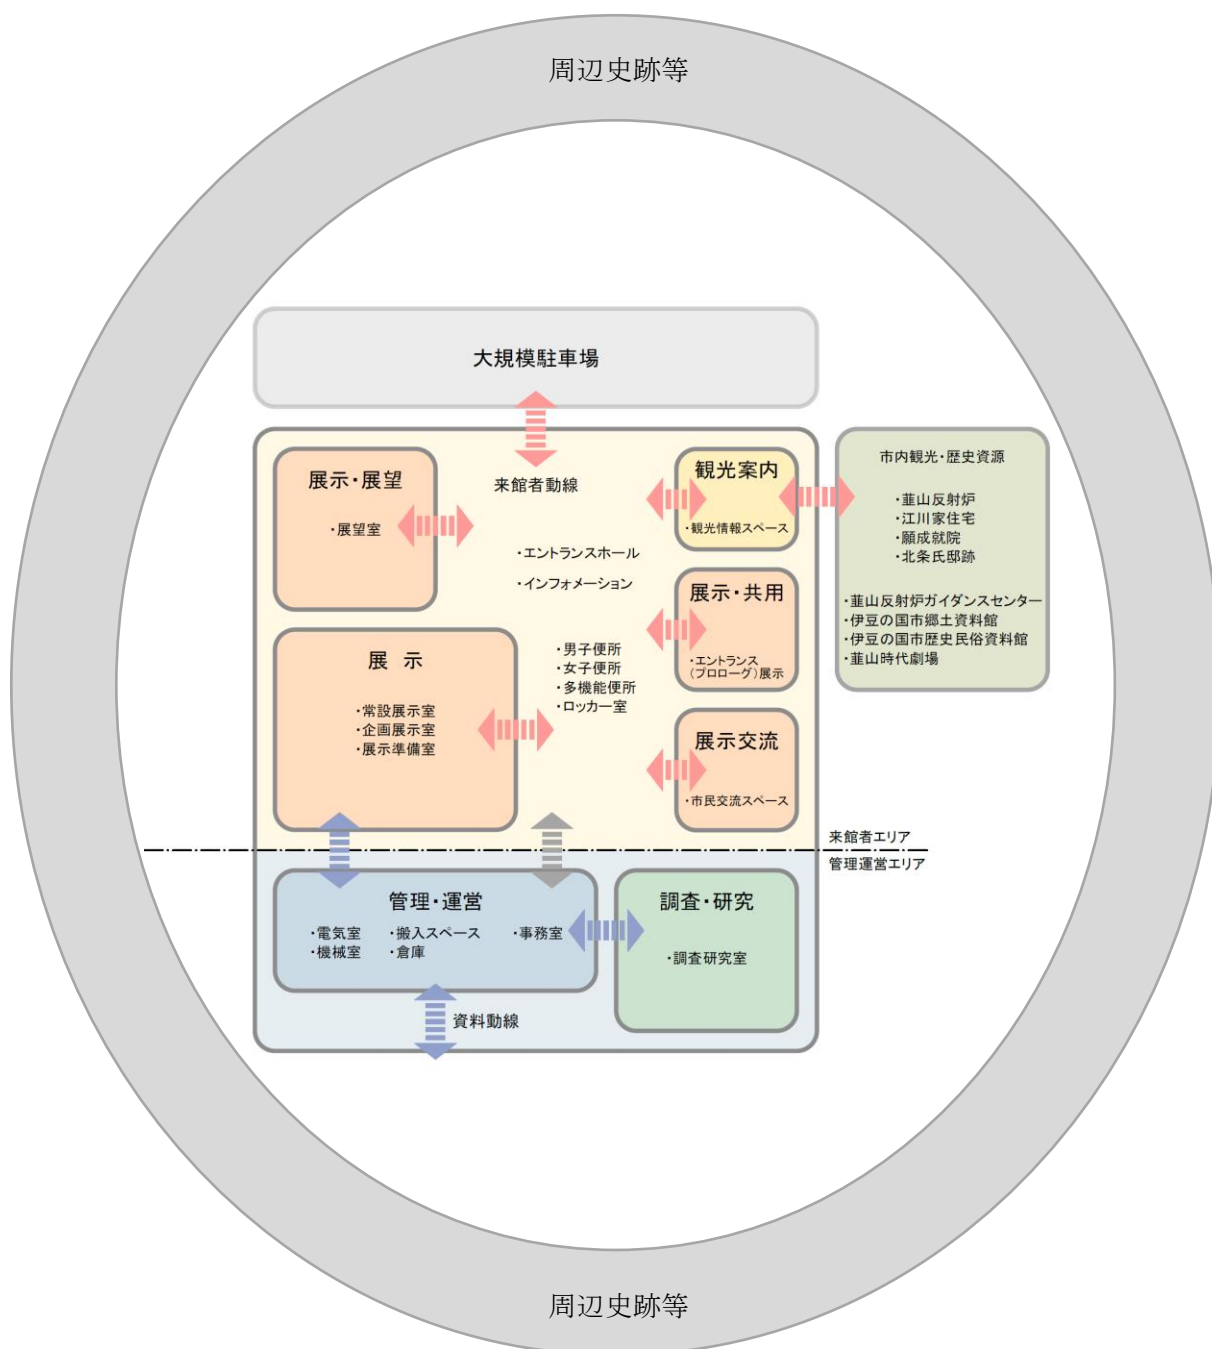 周辺史跡等
大規模駐車場
展示・展望
・展望室
来館者動線
・エントランスホール
・インフォメーション
観光案内
・観光情報スペース
市内観光・歴史資源
・韮山反射炉
・江川家住宅
・願成就院
・北条氏邸跡
・韮山反射炉ガイダンスセンター
・伊豆の国市郷土資料館
・伊豆の国市歴史民俗資料館
・韮山時代劇場
展示・共用
・エントランス
(プロローグ)展示
展 示
・常設展示室
・企画展示室
・展示準備室
・男子便所
・女子便所
・多機能便所
・ロッカー室
展示交流
・市民交流スペース
来館者エリア
管理運営エリア
管理・運営
・電気室
・機械室
・搬入スペース
・倉庫
・事務室
調査・研究
・調査研究室
資料動線
周辺史跡等